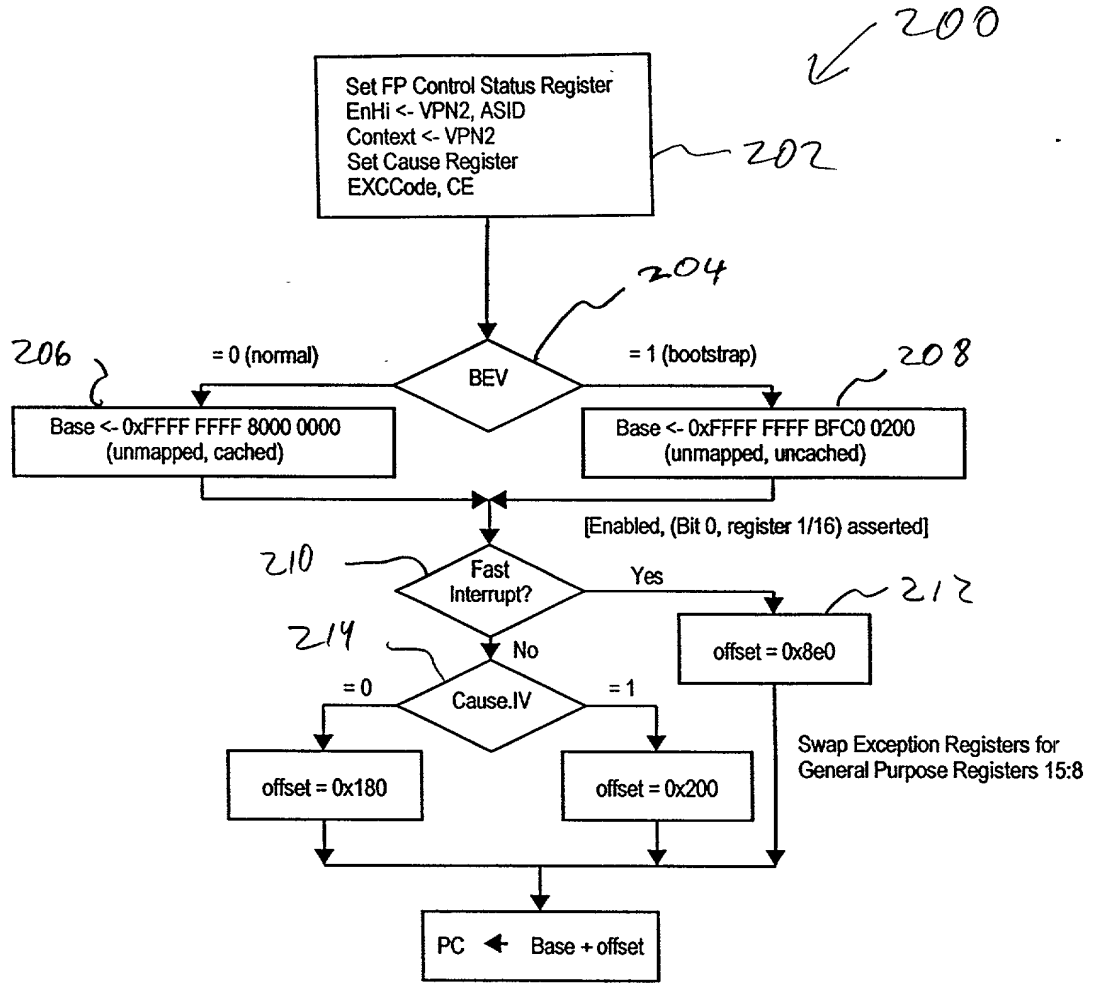 200
Set FP Control Status Register
EnHi <- VPN2, ASID
Context <- VPN2
Set Cause Register
EXCCode, CE
202
204
206
= 0 (normal)
BEV
= 1 (bootstrap)
208
Base <- 0xFFFF FFFF 8000 0000
(unmapped, cached)
Base <- 0xFFFF FFFF BFC0 0200
(unmapped, uncached)
[Enabled, (Bit 0, register 1/16) asserted]
210
Fast
Interrupt?
Yes
212
offset = 0x8e0
214
No
= 0
Cause.IV
= 1
Swap Exception Registers for
General Purpose Registers 15:8
offset = 0x180
offset = 0x200
PC ← Base + offset